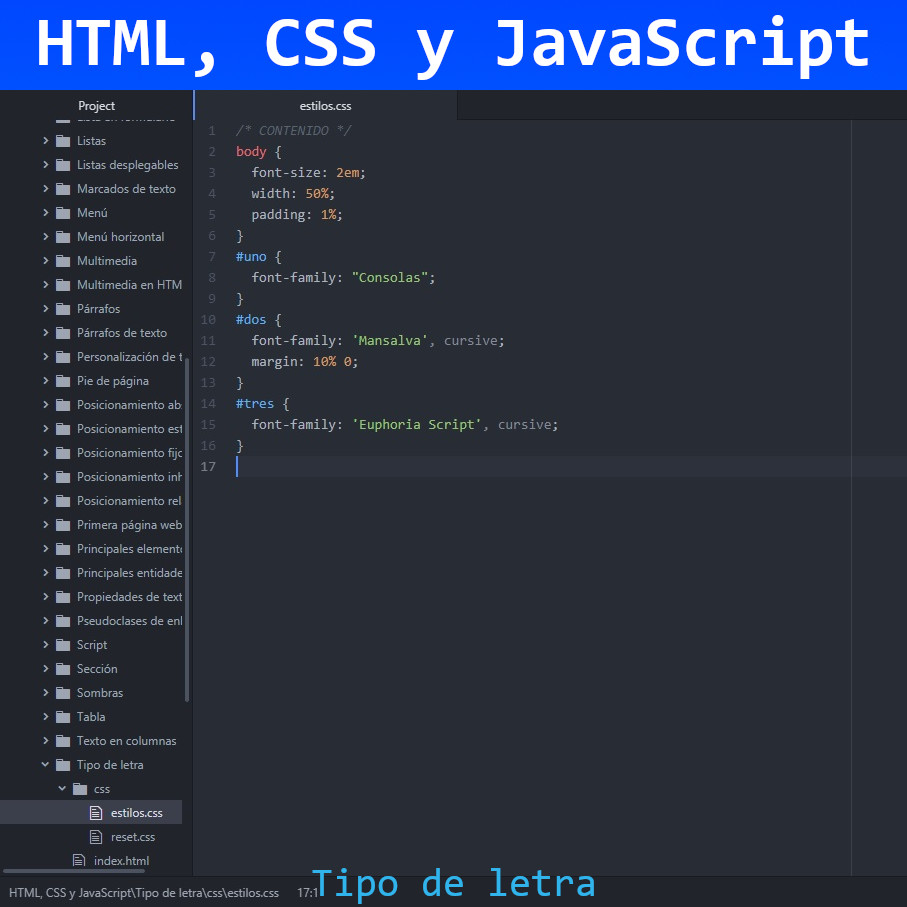 HTML, CSS y JavaScript
Project
estilos.css
Listas
Listas desplegables
Marcados de texto
Menú
Menú horizontal
Multimedia
Multimedia en HTM
Párrafos
Párrafos de texto
Personalización de t
Pie de página
Posicionamiento ab
Posicionamiento est
Posicionamiento fijo
Posicionamiento inh
Posicionamiento rel
Primera página web
Principales elemento
Principales entidade
Propiedades de text
Pseudoclases de enl
Script
Sección
Sombras
Tabla
Texto en columnas
Tipo de letra
css
estilos.css
reset.css
index.html
1 /* CONTENIDO */
2 body {
3 font-size: 2em;
4 width: 50%;
5 padding: 1%;
6 }
7 #uno {
8 font-family: "Consolas";
9 }
10 #dos {
11 font-family: 'Mansalva', cursive;
12 margin: 10% 0;
13 }
14 #tres {
15 font-family: 'Euphoria Script', cursive;
16 }
17
HTML, CSS y JavaScript\Tipo de letra\css\estilos.css 17:1
Tipo de letra